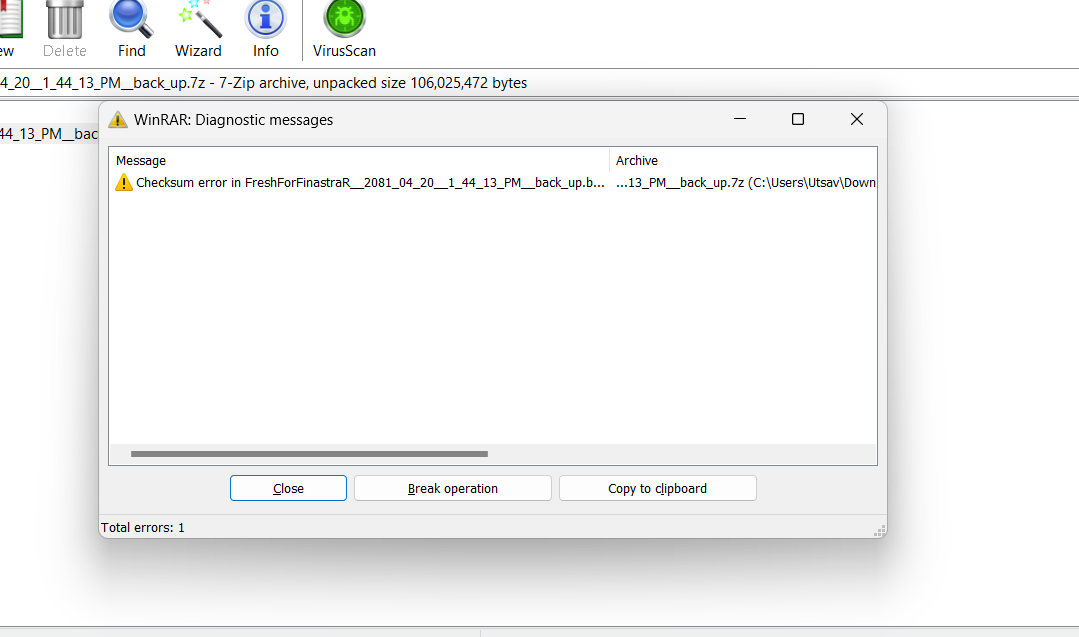 ew Delete Find Wizard Info VirusScan
4_20__1_44_13_PM__back_up.7z - 7-Zip archive, unpacked size 106,025,472 bytes
WinRAR: Diagnostic messages
44_13_PM__bac
Message Archive
Checksum error in FreshForFinastraR__2081_04_20__1_44_13_PM__back_up.b... ...13_PM__back_up.7z (C:\Users\Utsav\Down
Close Break operation Copy to clipboard
Total errors: 1